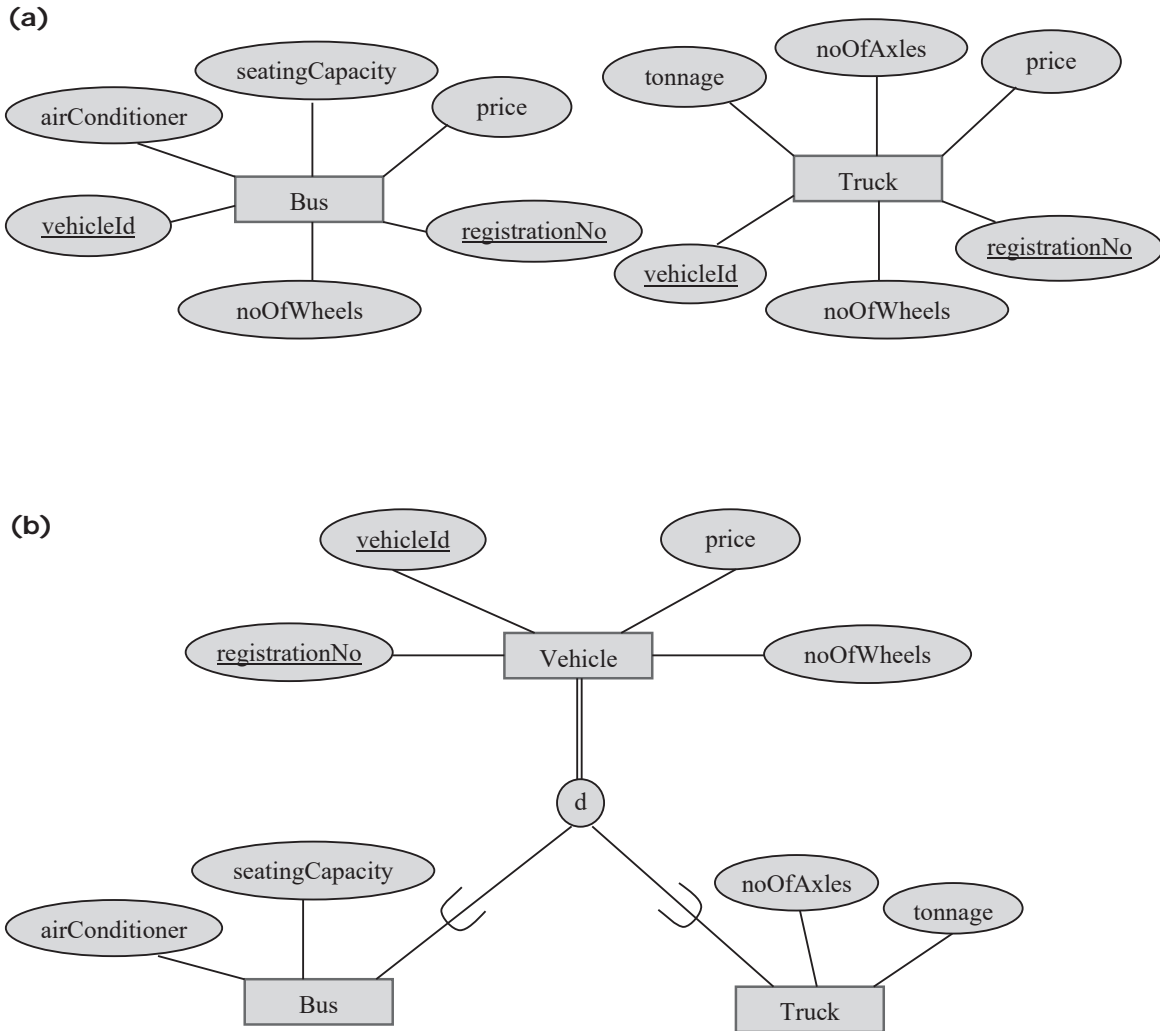 (a)
seatingCapacity
noOfAxles
price
tonnage
airConditioner
price
Bus
Truck
vehicleId
registrationNo
registrationNo
vehicleId
noOfWheels
noOfWheels
(b)
vehicleId
price
registrationNo
Vehicle
noOfWheels
d
seatingCapacity
noOfAxles
airConditioner
tonnage
Bus
Truck